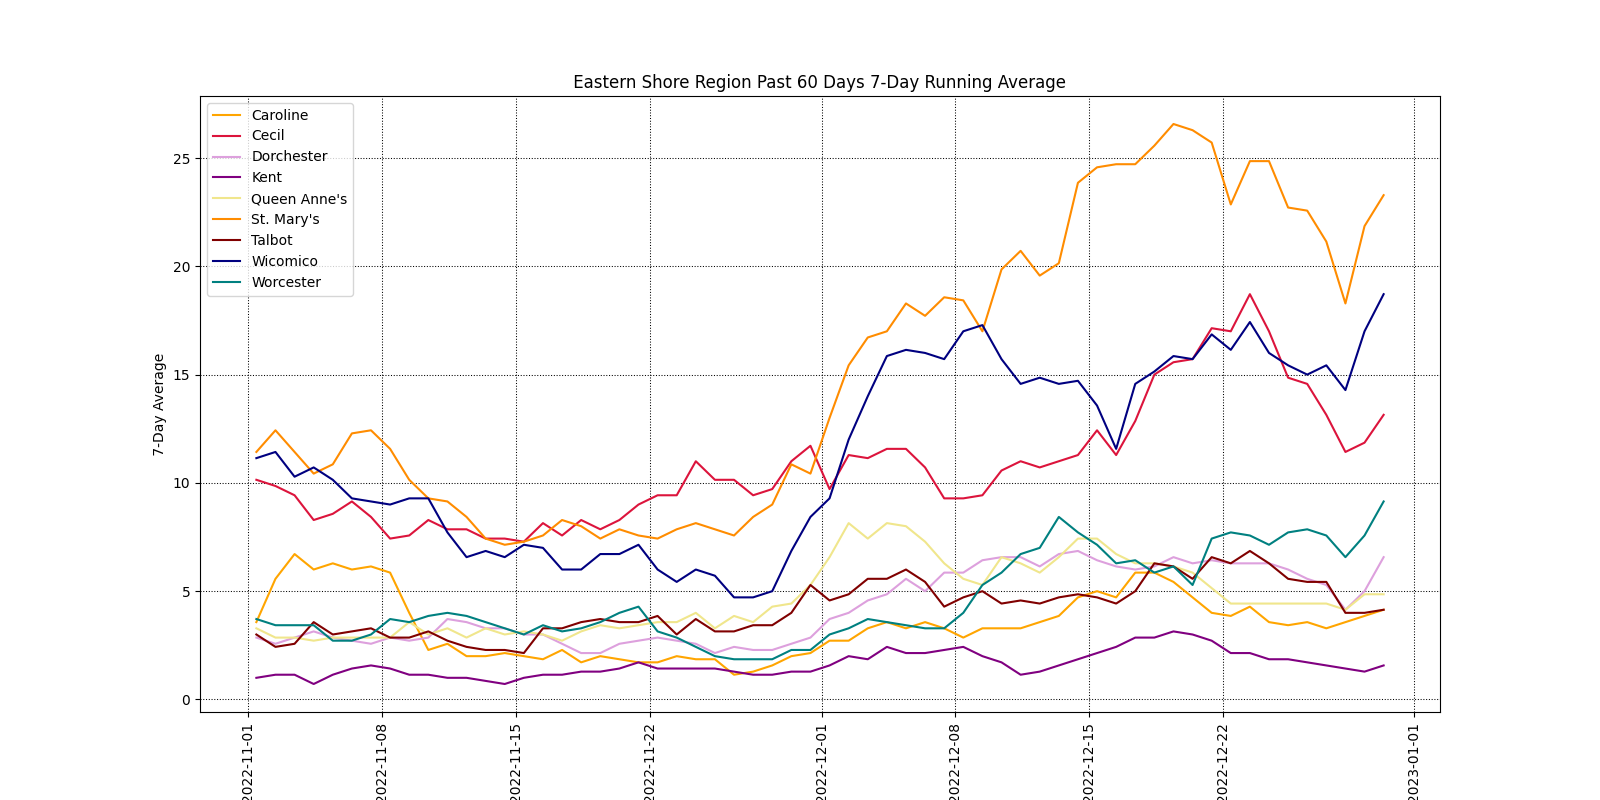 Eastern Shore Region Past 60 Days 7-Day Running Average
Caroline
Cecil
Dorchester
Kent
Queen Anne's
St. Mary's
Talbot
Wicomico
Worcester
25
20
15
10
5
0
7-Day Average
2022-11-01
2022-11-08
2022-11-15
2022-11-22
2022-12-01
2022-12-08
2022-12-15
2022-12-22
2023-01-01